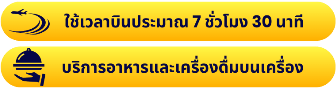 ใช้เวลาบินประมาณ 7 ชั่วโมง 30 นาที
บริการอาหารและเครื่องดื่มบนเครื่อง